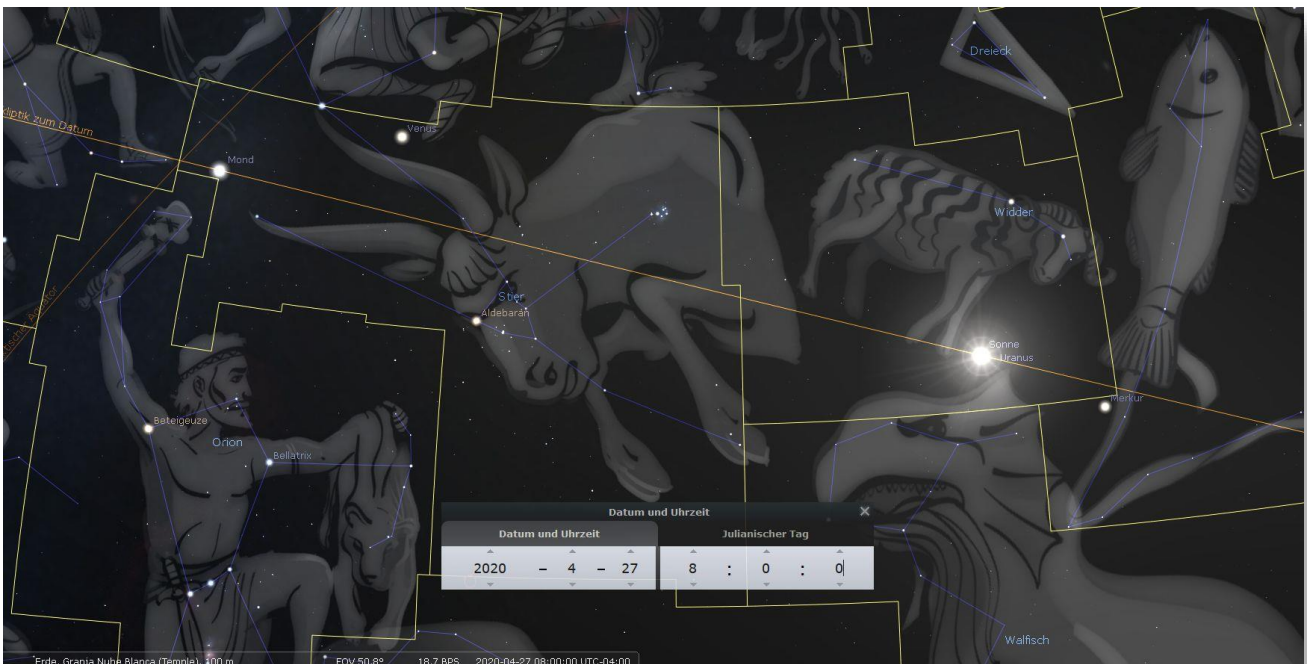 Dreieck
kliptik zum Datum
Venus
Mond
Widder
Stier
Aldebaran
Sonne
Uranus
Merkur
Beteigeuze
Orion
Bellatrix
Datum und Uhrzeit
Datum und Uhrzeit
Julianischer Tag
2020 – 4 – 27 8 : 0 : 0
Walfisch
Erde, Granja Nube Blanca (Temple), 100 m FOV 50.8° 18.7 BPS 2020-04-27 08:00:00 UTC-04:00